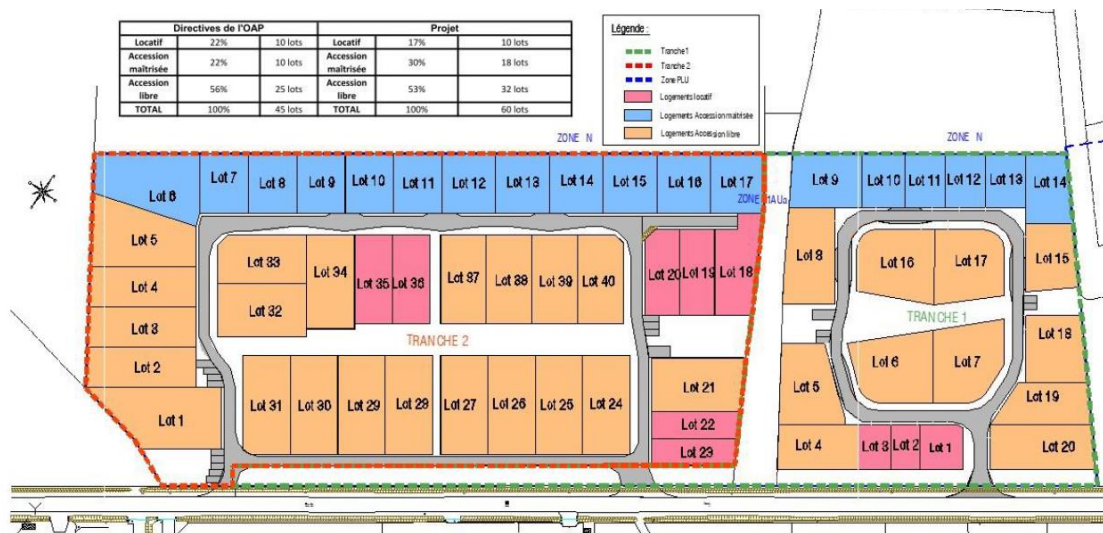 Directives de l'OAP Projet
Locatif 22% 10 lots Locatif 17% 10 lots
Accession maîtrisée 22% 10 lots Accession maîtrisée 30% 18 lots
Accession libre 56% 25 lots Accession libre 53% 32 lots
TOTAL 100% 45 lots TOTAL 100% 60 lots
Légende :
Tranche1
Tranche 2
Zone PLU
Logements locatif
Logements Accession maîtrisée
Logements Accession libre
ZONE N
ZONE N
Lot 6
Lot 7
Lot 8
Lot 9
Lot 10
Lot 11
Lot 12
Lot 13
Lot 14
Lot 15
Lot 16
Lot 17
Lot 9
Lot 10
Lot 11
Lot 12
Lot 13
Lot 14
Lot 5
Lot 4
Lot 3
Lot 2
Lot 1
Lot 33
Lot 32
Lot 34
Lot 35
Lot 36
Lot 37
Lot 38
Lot 39
Lot 40
Lot 20
Lot 19
Lot 18
TRANCHE 2
Lot 31
Lot 30
Lot 29
Lot 28
Lot 27
Lot 26
Lot 25
Lot 24
Lot 21
Lot 22
Lot 23
Lot 8
Lot 16
Lot 17
Lot 15
TRANCHE 1
Lot 6
Lot 7
Lot 18
Lot 5
Lot 19
Lot 4
Lot 3
Lot 2
Lot 1
Lot 20